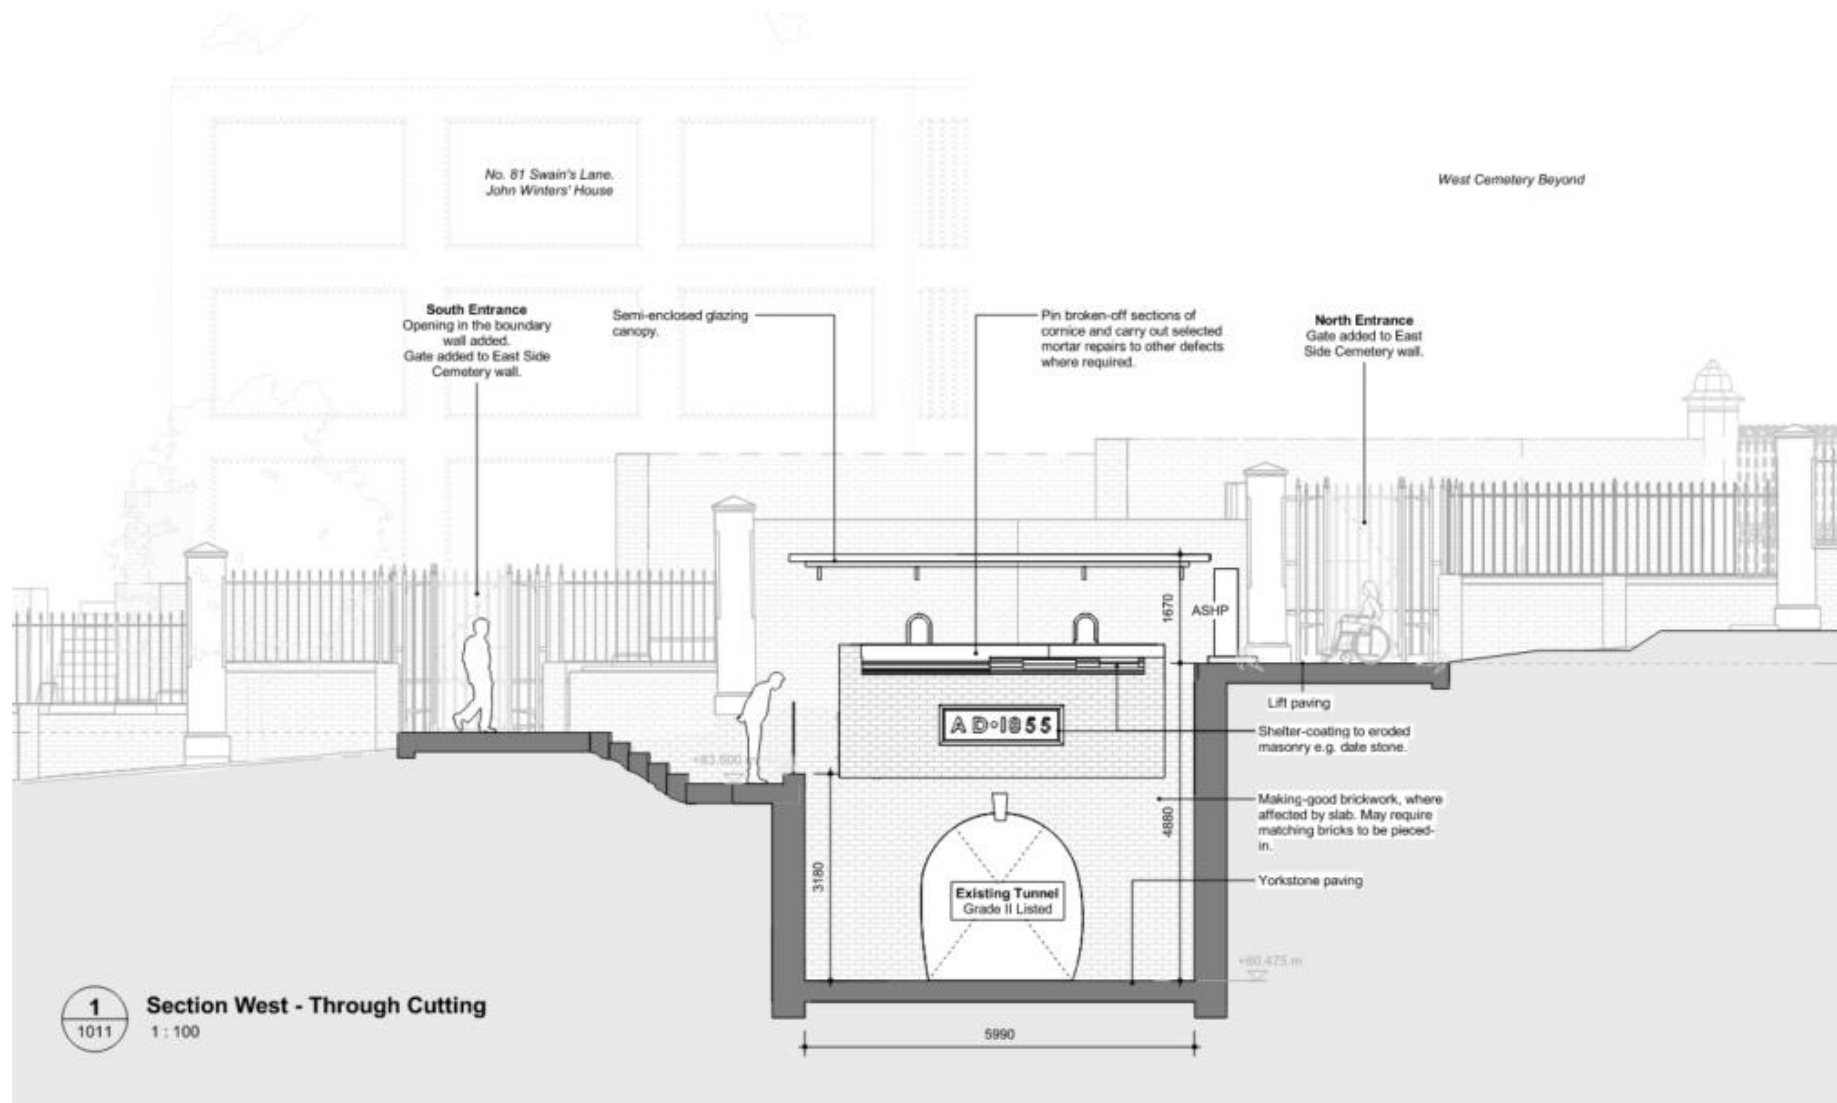 No. 81 Swain's Lane.
John Winters' House
West Cemetery Beyond
South Entrance
Opening in the boundary
wall added.
Gate added to East Side
Cemetery wall.
Semi-enclosed glazing
canopy.
Pin broken-off sections of
cornice and carry out selected
mortar repairs to other defects
where required.
North Entrance
Gate added to East
Side Cemetery wall.
1670
ASHP
Lift paving
AD·1855
Shelter-coating to eroded
masonry e.g. date stone.
+83.500 m
Making-good brickwork, where
affected by slab. May require
matching bricks to be pieced-
in.
4880
3180
Existing Tunnel
Grade II Listed
Yorkstone paving
+80.475 m
1
1011
Section West - Through Cutting
1 : 100
5990